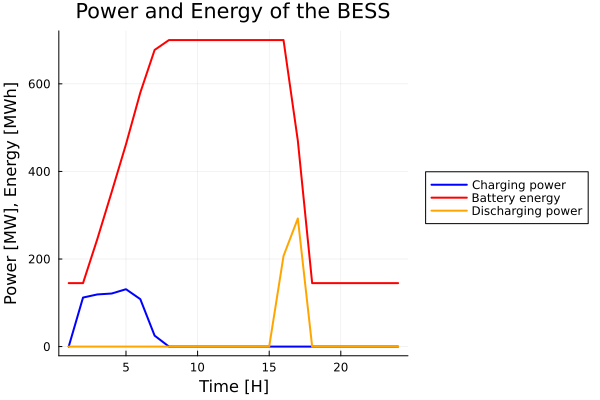 Power and Energy of the BESS
Power [MW], Energy [MWh]
600
400
200
0
5
10
15
20
Time [H]
Charging power
Battery energy
Discharging power